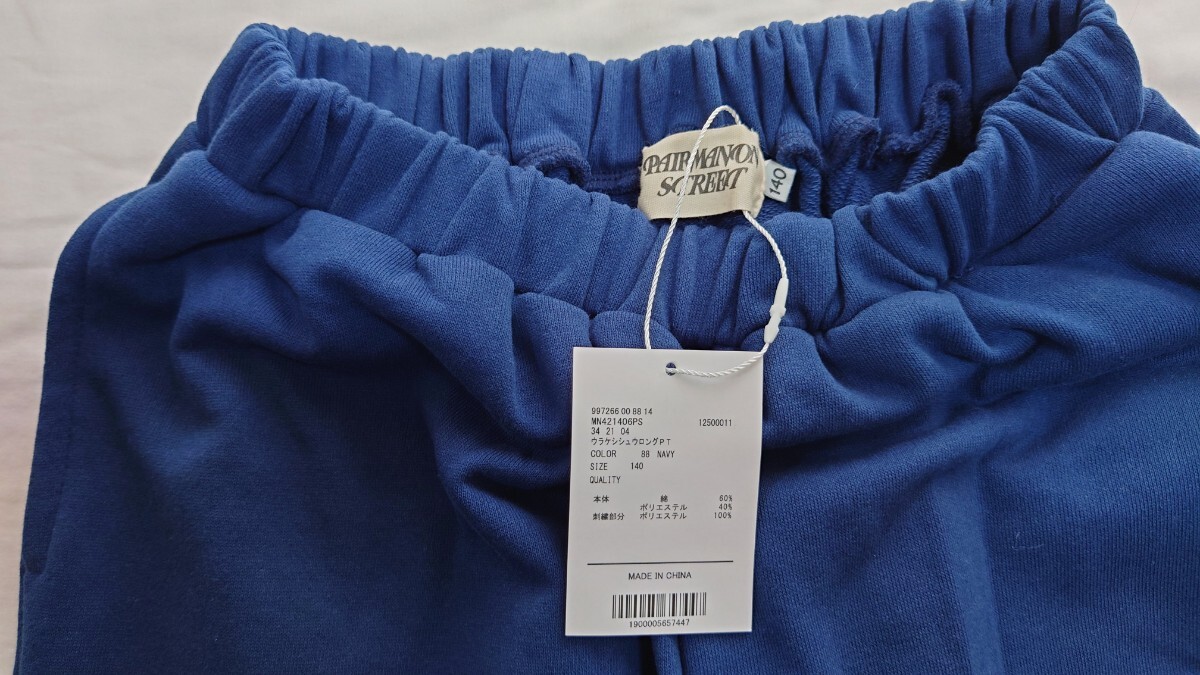 PAIRMANON
STREET
140
997266 00 88 14
MN421406PS 12500011
34 21 04
ウラケシシュウロングPT
COLOR 88 NAVY
SIZE 140
QUALITY
本体 綿 60%
ポリエステル 40%
刺繍部分 ポリエステル 100%
MADE IN CHINA
1900005657447